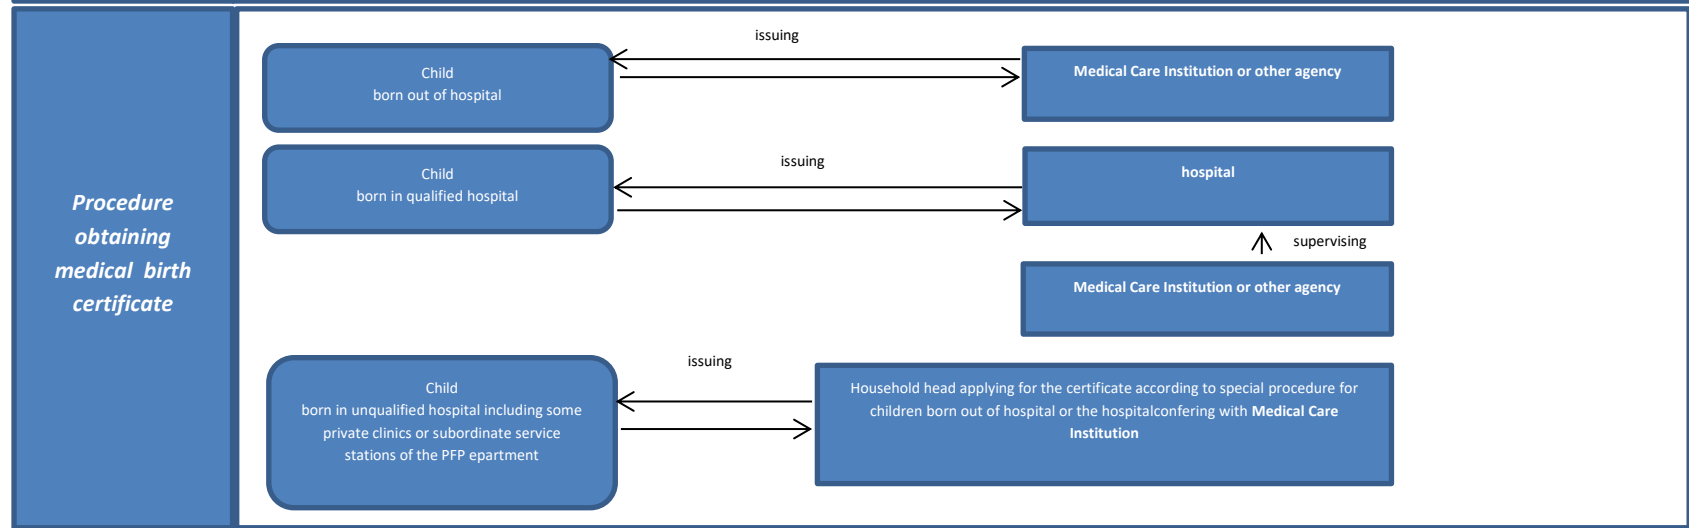 Procedure
obtaining
medical birth
certificate
issuing
Child
born out of hospital
Medical Care Institution or other agency
issuing
Child
born in qualified hospital
hospital
supervising
Medical Care Institution or other agency
issuing
Child
born in unqualified hospital including some
private clinics or subordinate service
stations of the PFP epartment
Household head applying for the certificate according to special procedure for
children born out of hospital or the hospitalconfering with Medical Care
Institution